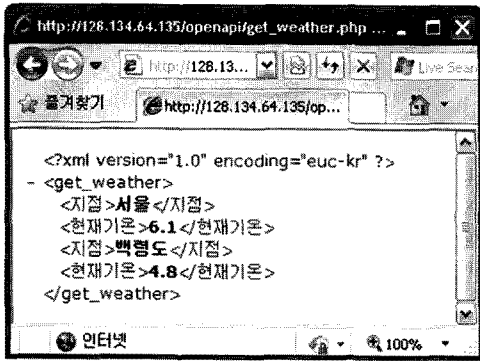 http://128.134.64.135/openapi/get_weather.php ...
http://128.13...
Live Sear
즐겨찾기
http://128.134.64.135/op...
<?xml version="1.0" encoding="euc-kr" ?>
- <get_weather>
<지점>서울</지점>
<현재기온>6.1</현재기온>
<지점>백령도</지점>
<현재기온>4.8</현재기온>
</get_weather>
인터넷
100%